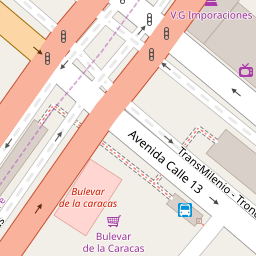 V.G Imporaciones
Avenida Calle 13
TransMilenio - Tron
Bulevar
de la caracas
Bulevar
de la Caracas